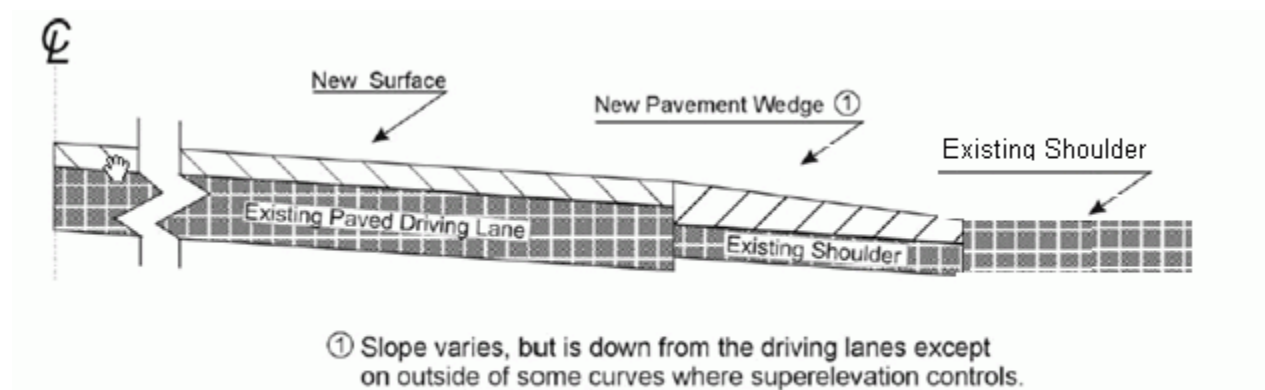 ℄
New Surface
New Pavement Wedge ①
Existing Shoulder
Existing Paved Driving Lane
Existing Shoulder
① Slope varies, but is down from the driving lanes except
on outside of some curves where superelevation controls.